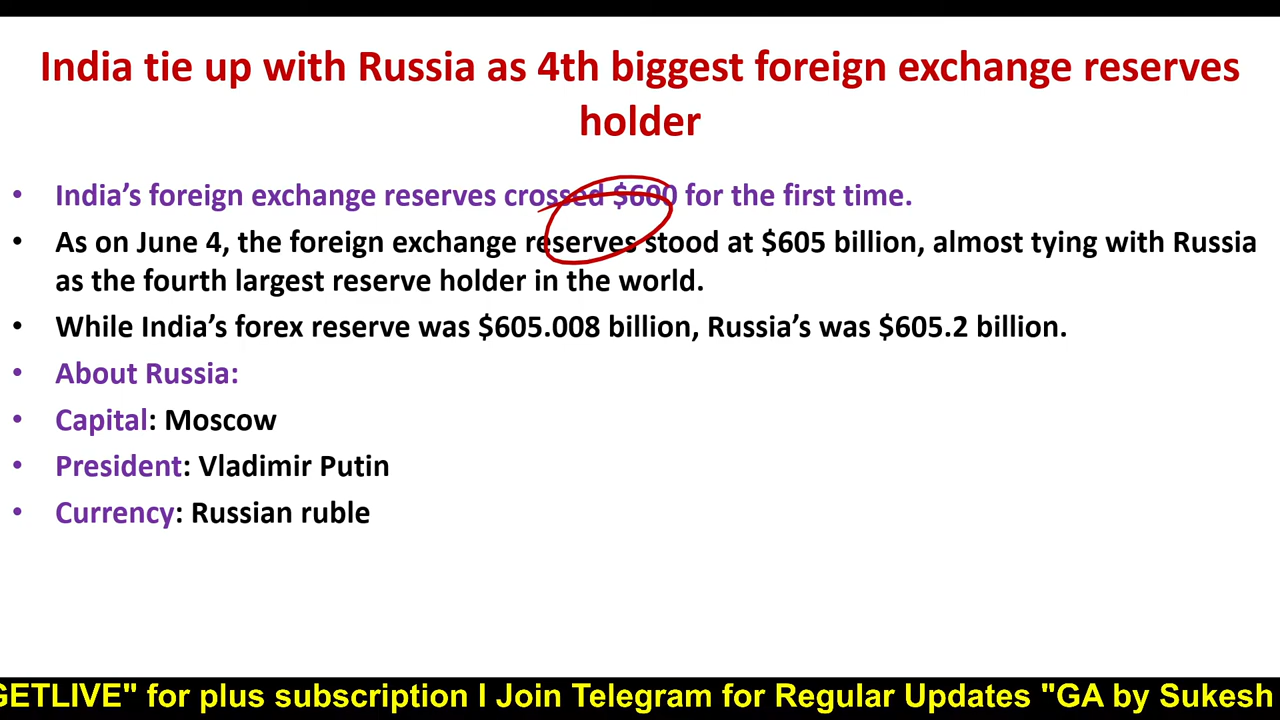 India tie up with Russia as 4th biggest foreign exchange reserves
holder
• India’s foreign exchange reserves crossed $600 for the first time.
• As on June 4, the foreign exchange reserves stood at $605 billion, almost tying with Russia
as the fourth largest reserve holder in the world.
• While India’s forex reserve was $605.008 billion, Russia’s was $605.2 billion.
• About Russia:
• Capital: Moscow
• President: Vladimir Putin
• Currency: Russian ruble
GETLIVE" for plus subscription I Join Telegram for Regular Updates "GA by Sukesh